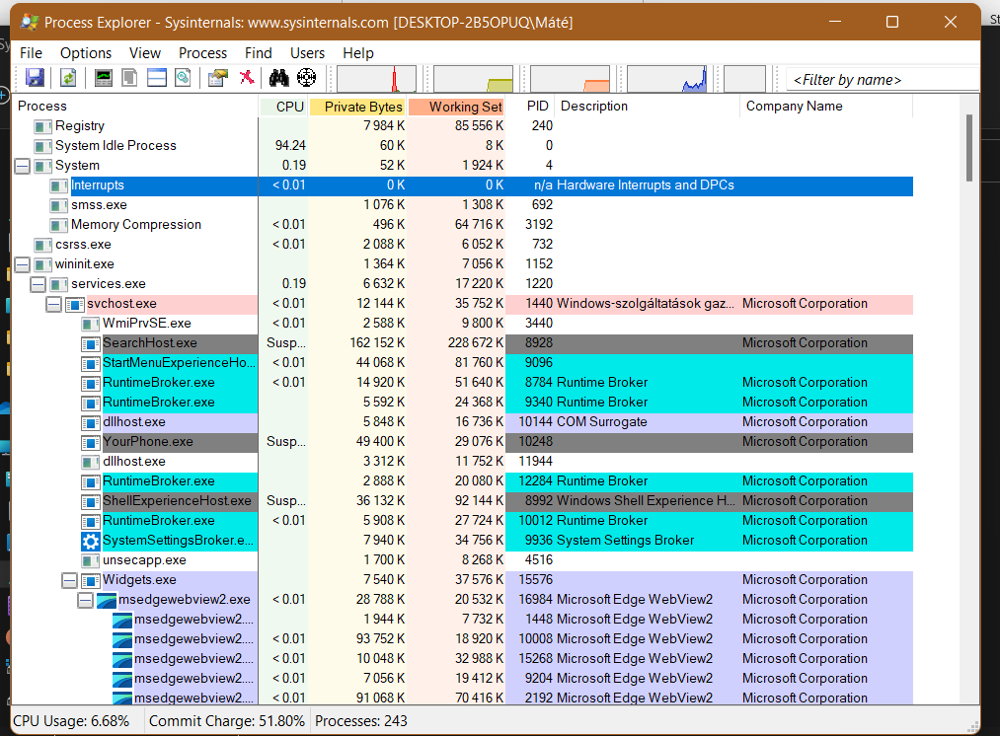 Process Explorer - Sysinternals: www.sysinternals.com [DESKTOP-2B5OPUQ\Máté]
File Options View Process Find Users Help
<Filter by name>
Process CPU Private Bytes Working Set PID Description Company Name
Registry 7 984 K 85 556 K 240
System Idle Process 94.24 60 K 8 K 0
System 0.19 52 K 1 924 K 4
Interrupts < 0.01 0 K 0 K n/a Hardware Interrupts and DPCs
smss.exe 1 076 K 1 308 K 692
Memory Compression < 0.01 496 K 64 716 K 3192
csrss.exe < 0.01 2 088 K 6 052 K 732
wininit.exe 1 364 K 7 056 K 1152
services.exe 0.19 6 632 K 17 220 K 1220
svchost.exe < 0.01 12 144 K 35 752 K 1440 Windows-szolgáltatások gaz... Microsoft Corporation
WmiPrvSE.exe < 0.01 2 588 K 9 800 K 3440
SearchHost.exe Susp... 162 152 K 228 672 K 8928 Microsoft Corporation
StartMenuExperienceHo... < 0.01 44 068 K 81 760 K 9096
RuntimeBroker.exe < 0.01 14 920 K 51 640 K 8784 Runtime Broker Microsoft Corporation
RuntimeBroker.exe 5 592 K 24 368 K 9340 Runtime Broker Microsoft Corporation
dllhost.exe 5 848 K 16 736 K 10144 COM Surrogate Microsoft Corporation
YourPhone.exe Susp... 49 400 K 29 076 K 10248 Microsoft Corporation
dllhost.exe 3 312 K 11 752 K 11944
RuntimeBroker.exe 2 888 K 20 080 K 12284 Runtime Broker Microsoft Corporation
ShellExperienceHost.exe Susp... 36 132 K 92 144 K 8992 Windows Shell Experience H... Microsoft Corporation
RuntimeBroker.exe < 0.01 5 908 K 27 724 K 10012 Runtime Broker Microsoft Corporation
SystemSettingsBroker.e... 7 940 K 34 756 K 9936 System Settings Broker Microsoft Corporation
unsecapp.exe 1 700 K 8 268 K 4516
Widgets.exe 7 540 K 37 576 K 15576 Microsoft Corporation
msedgewebview2.exe < 0.01 28 788 K 20 532 K 16984 Microsoft Edge WebView2 Microsoft Corporation
msedgewebview2.... 1 944 K 7 732 K 1448 Microsoft Edge WebView2 Microsoft Corporation
msedgewebview2.... < 0.01 93 752 K 18 920 K 10008 Microsoft Edge WebView2 Microsoft Corporation
msedgewebview2.... < 0.01 10 048 K 32 988 K 15268 Microsoft Edge WebView2 Microsoft Corporation
msedgewebview2.... < 0.01 7 056 K 19 412 K 9204 Microsoft Edge WebView2 Microsoft Corporation
msedgewebview2.... < 0.01 91 068 K 70 416 K 2192 Microsoft Edge WebView2 Microsoft Corporation
CPU Usage: 6.68% Commit Charge: 51.80% Processes: 243